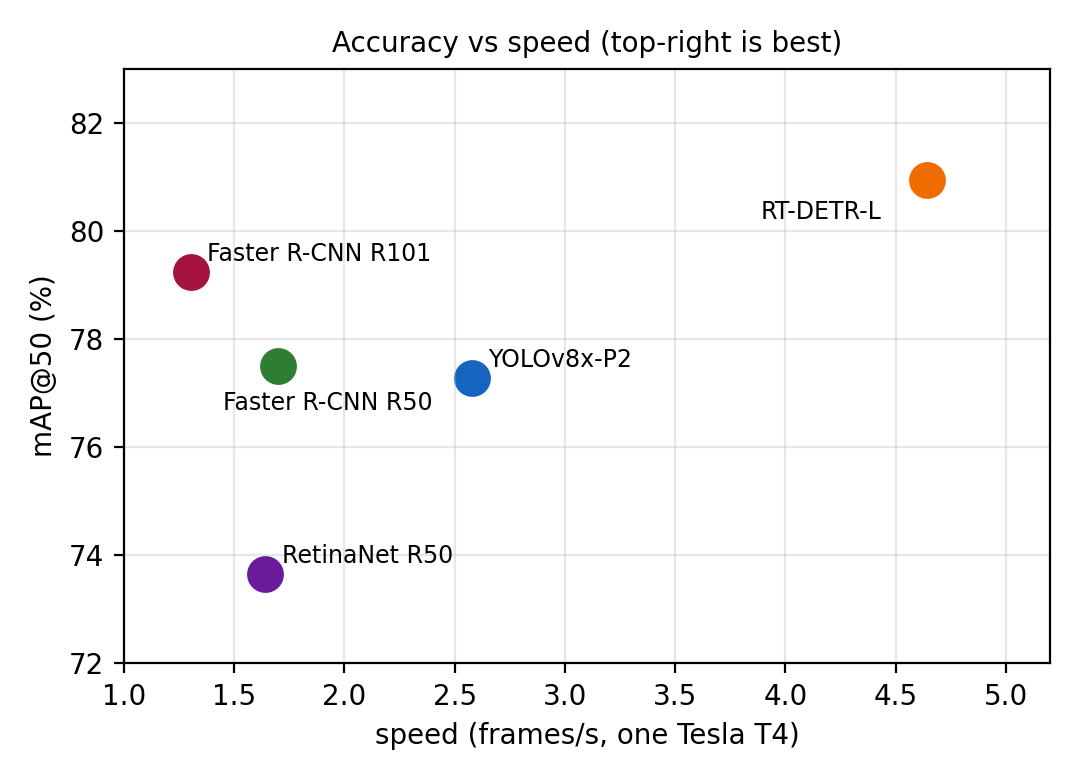 Accuracy vs speed (top-right is best)
mAP@50 (%)
82
80
78
76
74
72
RT-DETR-L
Faster R-CNN R101
YOLOv8x-P2
Faster R-CNN R50
RetinaNet R50
1.0 1.5 2.0 2.5 3.0 3.5 4.0 4.5 5.0
speed (frames/s, one Tesla T4)